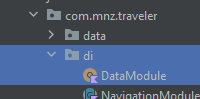 com.mnz.traveler
data
di
DataModule
NavigationModule